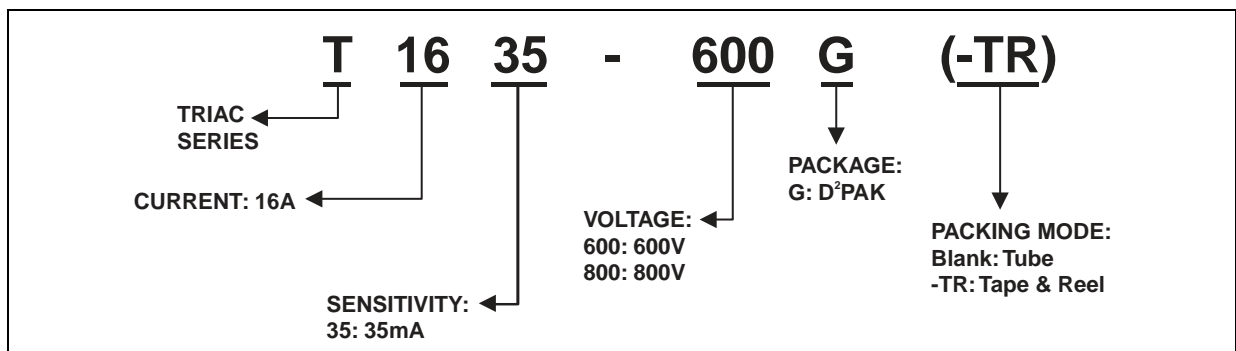 T 16 35 - 600 G (-TR)
TRIAC
SERIES
CURRENT: 16A
SENSITIVITY:
35: 35mA
VOLTAGE:
600: 600V
800: 800V
PACKAGE:
G: D²PAK
PACKING MODE:
Blank: Tube
-TR: Tape & Reel